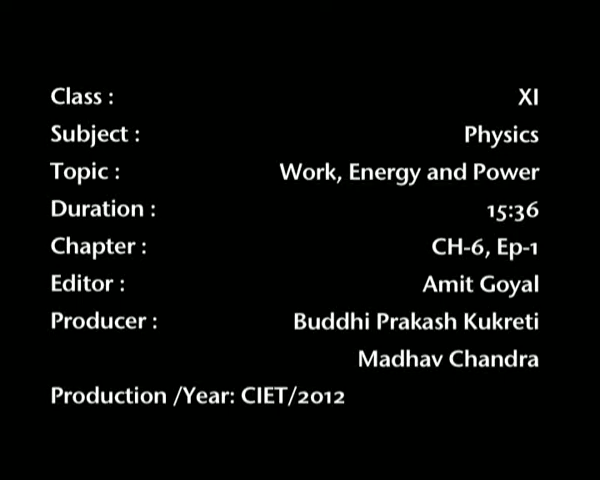 Class : XI
Subject : Physics
Topic : Work, Energy and Power
Duration : 15:36
Chapter : CH-6, Ep-1
Editor : Amit Goyal
Producer : Buddhi Prakash Kukreti
Madhav Chandra
Production /Year: CIET/2012